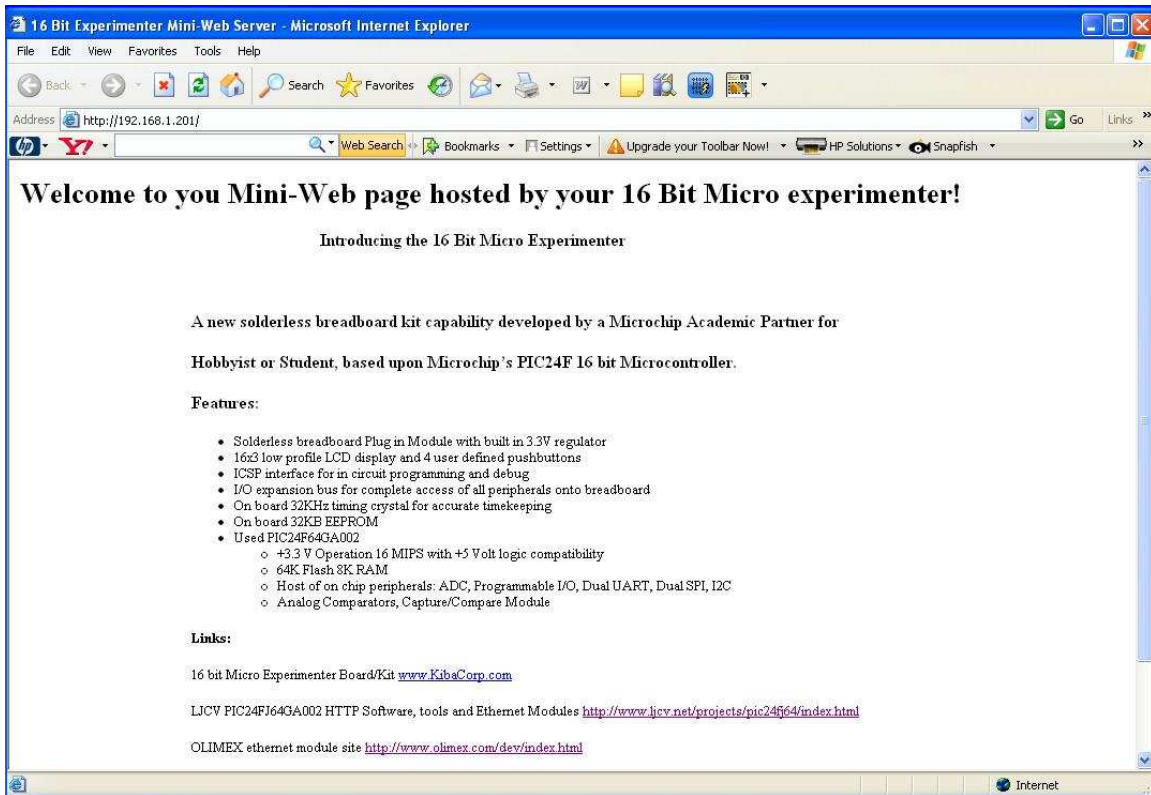 16 Bit Experimenter Mini-Web Server - Microsoft Internet Explorer
File Edit View Favorites Tools Help
Back Search Favorites
Address http://192.168.1.201/ Go Links »
hp Y! Web Search Bookmarks Settings Upgrade your Toolbar Now! HP Solutions Snapfish »
Welcome to you Mini-Web page hosted by your 16 Bit Micro experimenter!
Introducing the 16 Bit Micro Experimenter
A new solderless breadboard kit capability developed by a Microchip Academic Partner for
Hobbyist or Student, based upon Microchip's PIC24F 16 bit Microcontroller.
Features:
• Solderless breadboard Plug in Module with built in 3.3V regulator
• 16x3 low profile LCD display and 4 user defined pushbuttons
• ICSP interface for in circuit programming and debug
• I/O expansion bus for complete access of all peripherals onto breadboard
• On board 32KHz timing crystal for accurate timekeeping
• On board 32KB EEPROM
• Used PIC24F64GA002
o +3.3 V Operation 16 MIPS with +5 Volt logic compatibility
o 64K Flash 8K RAM
o Host of on chip peripherals: ADC, Programmable I/O, Dual UART, Dual SPI, I2C
o Analog Comparators, Capture/Compare Module
Links:
16 bit Micro Experimenter Board/Kit www.KibaCorp.com
LJCV PIC24FJ64GA002 HTTP Software, tools and Ethernet Modules http://www.ljcv.net/projects/pic24fj64/index.html
OLIMEX ethernet module site http://www.olimex.com/dev/index.html
Internet